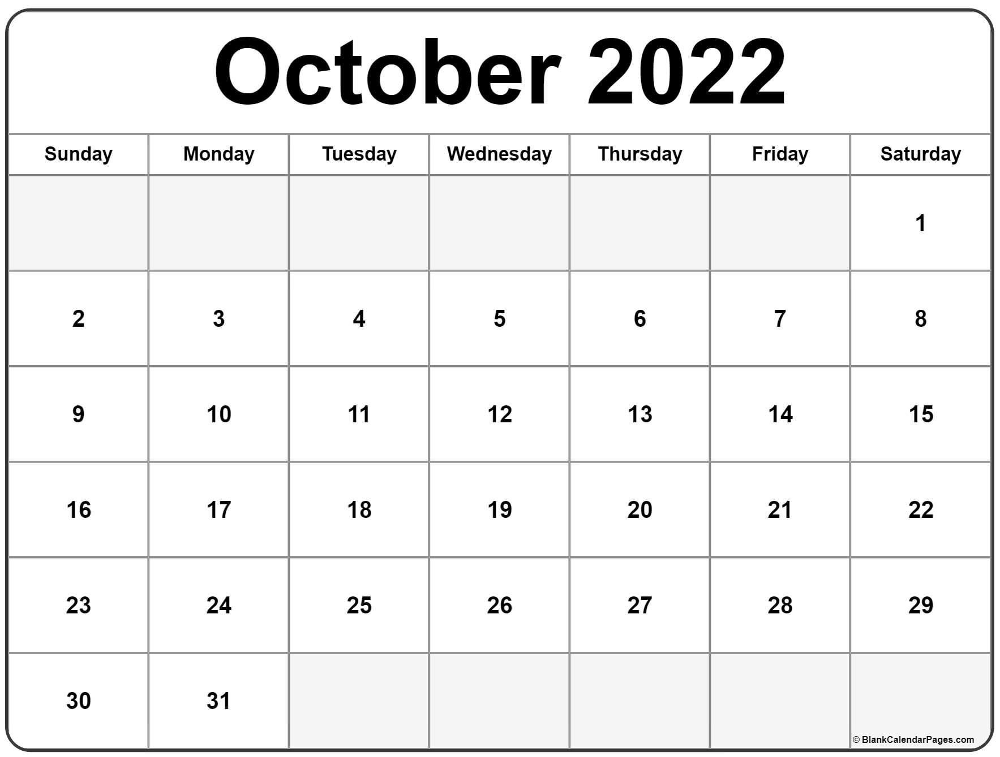 October 2022
Sunday Monday Tuesday Wednesday Thursday Friday Saturday
1
2 3 4 5 6 7 8
9 10 11 12 13 14 15
16 17 18 19 20 21 22
23 24 25 26 27 28 29
30 31
© BlankCalendarPages.com